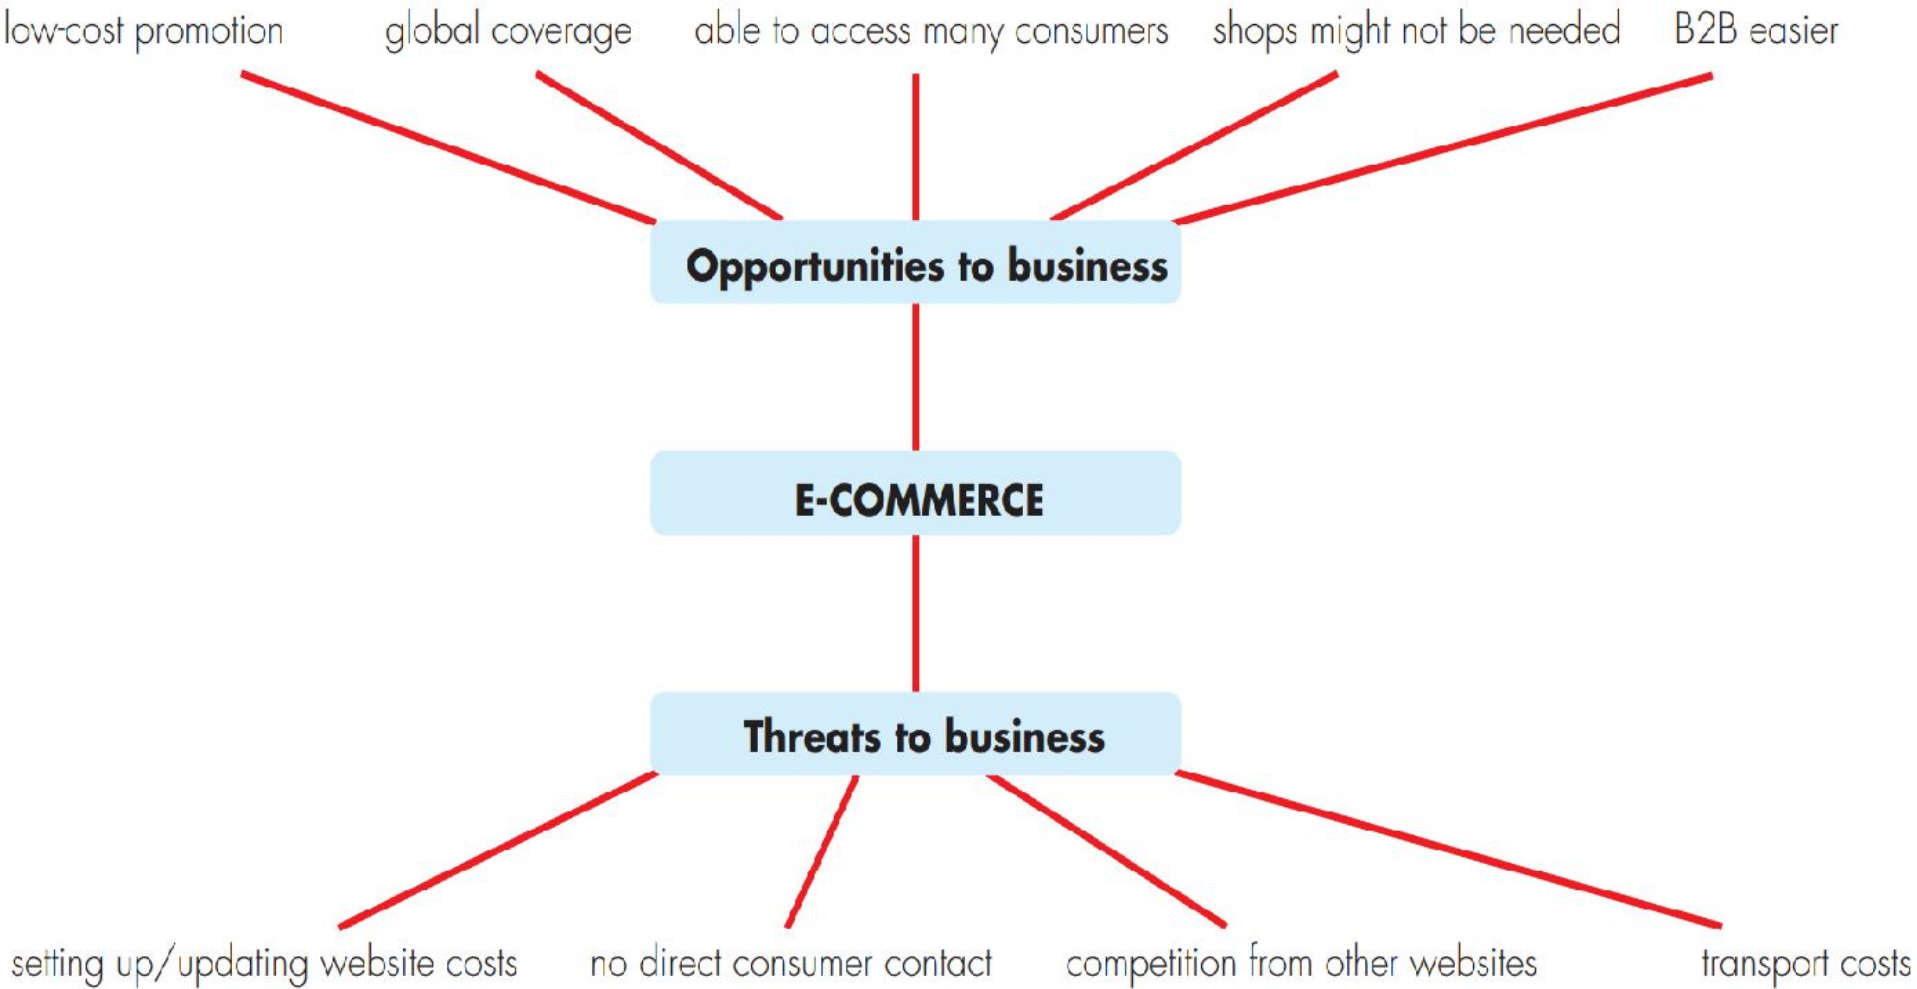 low-cost promotion
global coverage
able to access many consumers
shops might not be needed
B2B easier
Opportunities to business
E-COMMERCE
Threats to business
setting up/updating website costs
no direct consumer contact
competition from other websites
transport costs